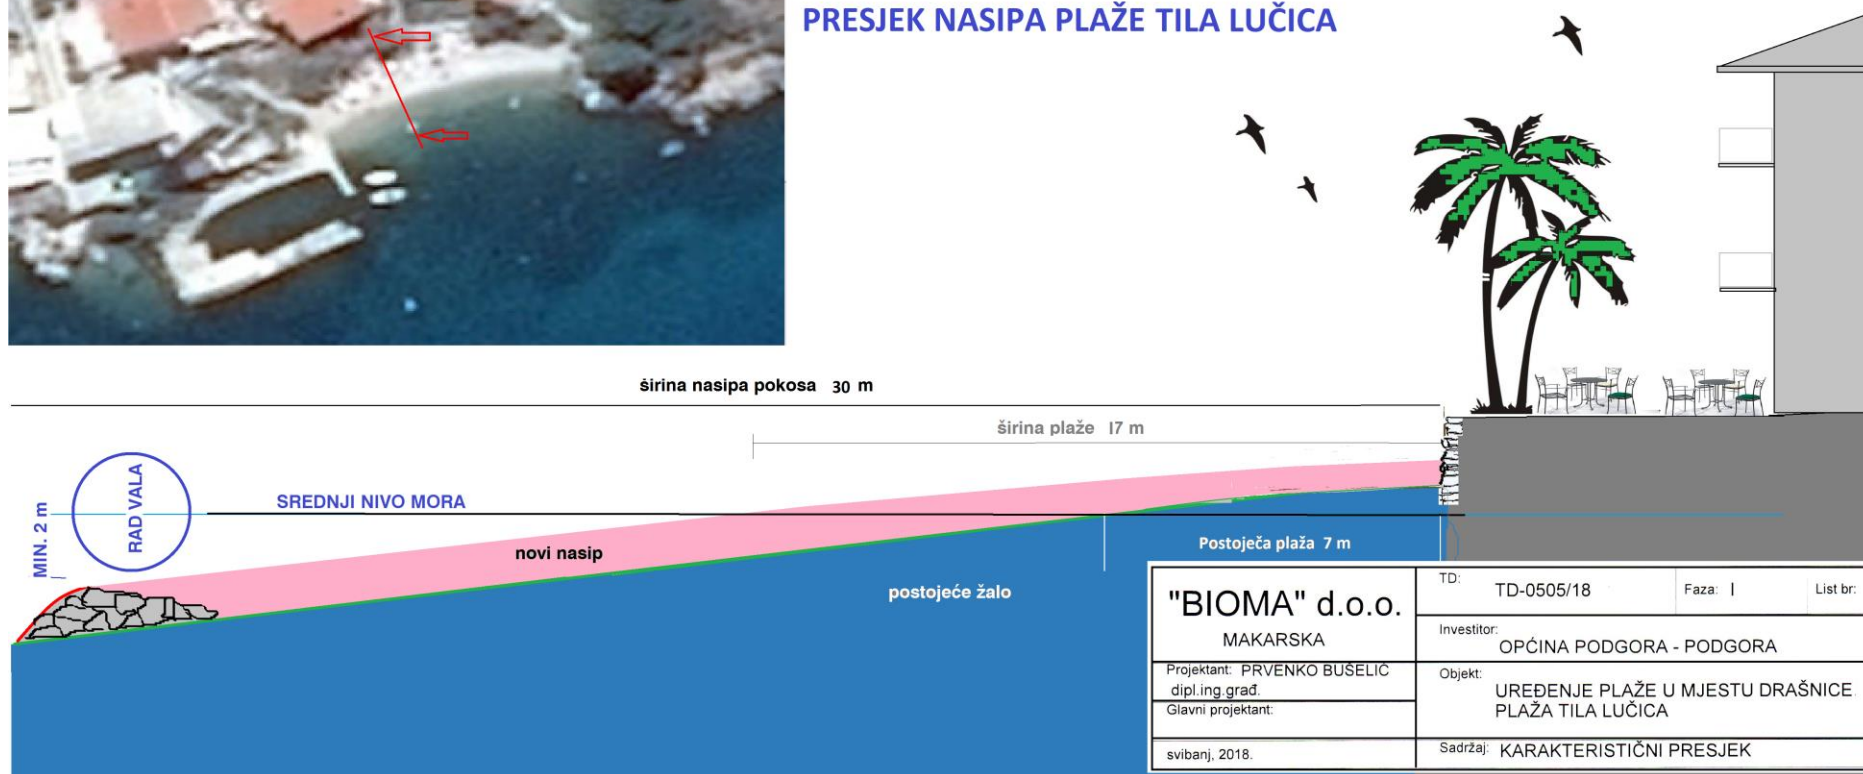 PRESJEK NASIPA PLAŽE TILA LUČICA
širina nasipa pokosa 30 m
širina plaže 17 m
MIN. 2 m
RAD VALA
SREDNJI NIVO MORA
novi nasip
Postoječa plaža 7 m
postojeće žalo
"BIOMA" d.o.o.
MAKARSKA
Projektant: PRVENKO BUŠELIĆ
dipl.ing.građ.
Glavni projektant:
svibanj, 2018.
TD: TD-0505/18 Faza: I List br:
Investitor:
OPĆINA PODGORA - PODGORA
Objekt:
UREĐENJE PLAŽE U MJESTU DRAŠNICE
PLAŽA TILA LUČICA
Sadržaj: KARAKTERISTIČNI PRESJEK